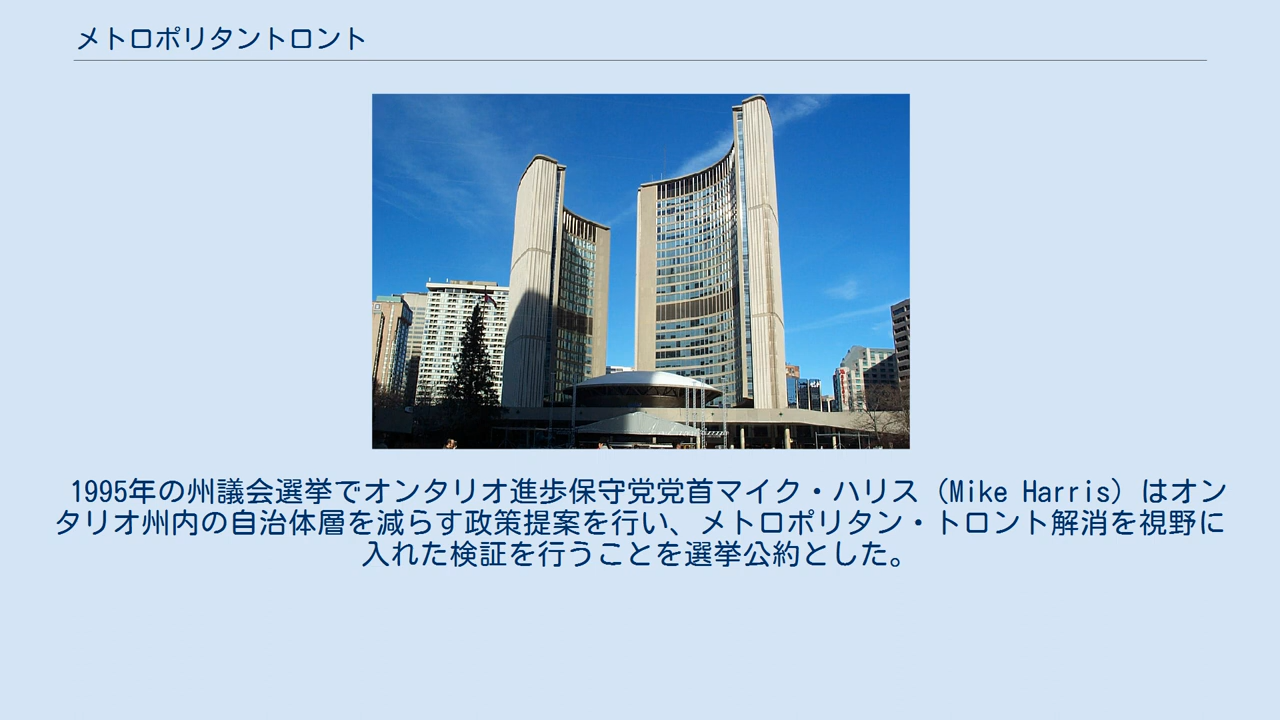 メトロポリタントロント
1995年の州議会選挙でオンタリオ進歩保守党党首マイク・ハリス (Mike Harris) はオン
タリオ州内の自治体層を減らす政策提案を行い、メトロポリタン・トロント解消を視野に
入れた検証を行うことを選挙公約とした。